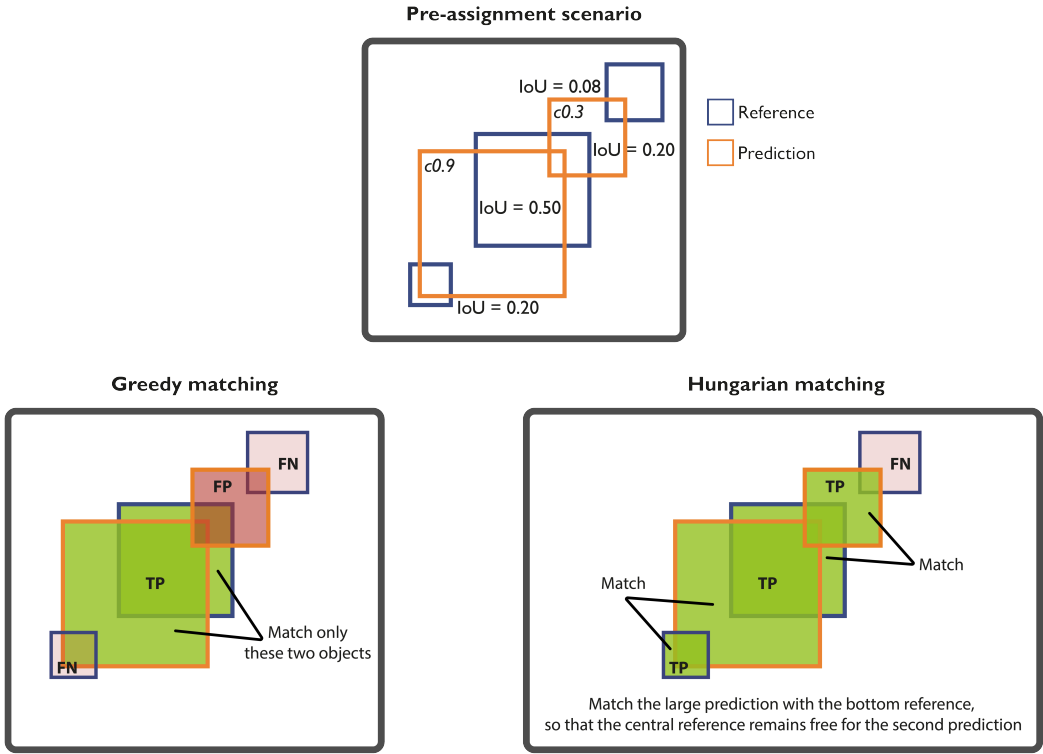 Pre-assignment scenario
IoU = 0.08
c0.3
Reference
IoU = 0.20
Prediction
c0.9
IoU = 0.50
IoU = 0.20
Greedy matching
FN
FP
TP
Match only
these two objects
FN
Hungarian matching
FN
TP
Match
Match
TP
TP
Match the large prediction with the bottom reference,
so that the central reference remains free for the second prediction